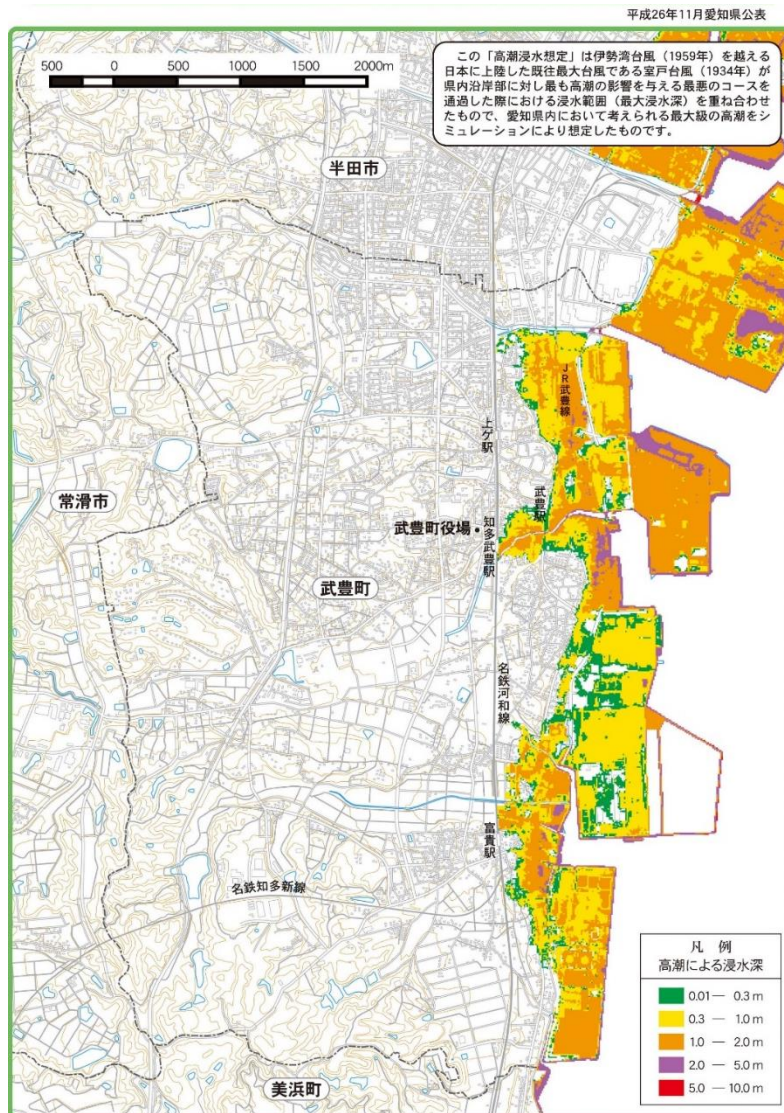 平成26年11月愛知県公表
この「高潮浸水想定」は伊勢湾台風（1959年）を越える
日本に上陸した既往最大台風である室戸台風（1934年）が
県内沿岸部に対し最も高潮の影響を与える最悪のコースを
通過した際における浸水範囲（最大浸水深）を重ね合わせ
たもので、愛知県内において考えられる最大級の高潮をシ
ミュレーションにより想定したものです。
500 0 500 1000 1500 2000m
半田市
JR武豊線
上ゲ駅
常滑市
武豊駅
武豊町役場
知多武豊駅
武豊町
名鉄河和線
富貴駅
名鉄知多新線
美浜町
凡例
高潮による浸水深
0.01 — 0.3 m
0.3 — 1.0 m
1.0 — 2.0 m
2.0 — 5.0 m
5.0 — 10.0 m